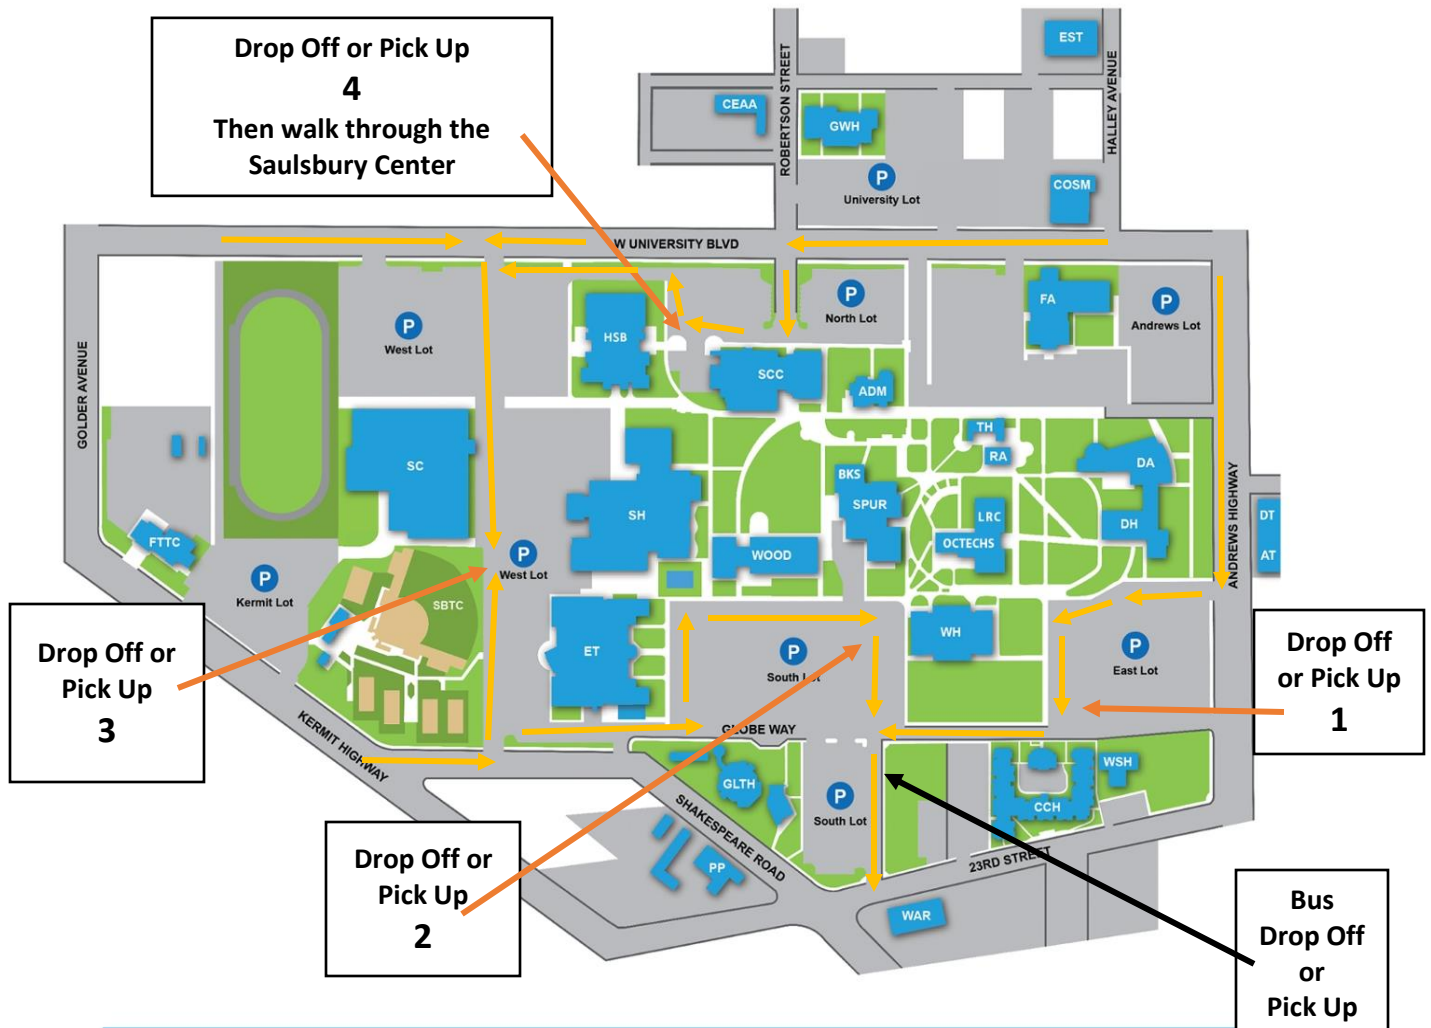 Drop Off or Pick Up
4
Then walk through the
Saulsbury Center
EST
CEAA
GWH
ROBERTSON STREET
HALLEY AVENUE
P
University Lot
COSM
W UNIVERSITY BLVD
P
West Lot
HSB
P
North Lot
FA
P
Andrews Lot
SCC
ADM
GOLDER AVENUE
SC
TH
RA
DA
BKS
SPUR
SH
LRC
OCTECHS
DH
DT
AT
ANDREWS HIGHWAY
FTTC
WOOD
P
West Lot
P
Kermit Lot
SBTC
ET
WH
P
South Lot
P
East Lot
Drop Off or
Pick Up
3
Drop Off
or Pick Up
1
KERMIT HIGHWAY
GLOBE WAY
GLTH
P
South Lot
WSH
CCH
SHAKESPEARE ROAD
PP
23RD STREET
WAR
Drop Off or
Pick Up
2
Bus
Drop Off
or
Pick Up